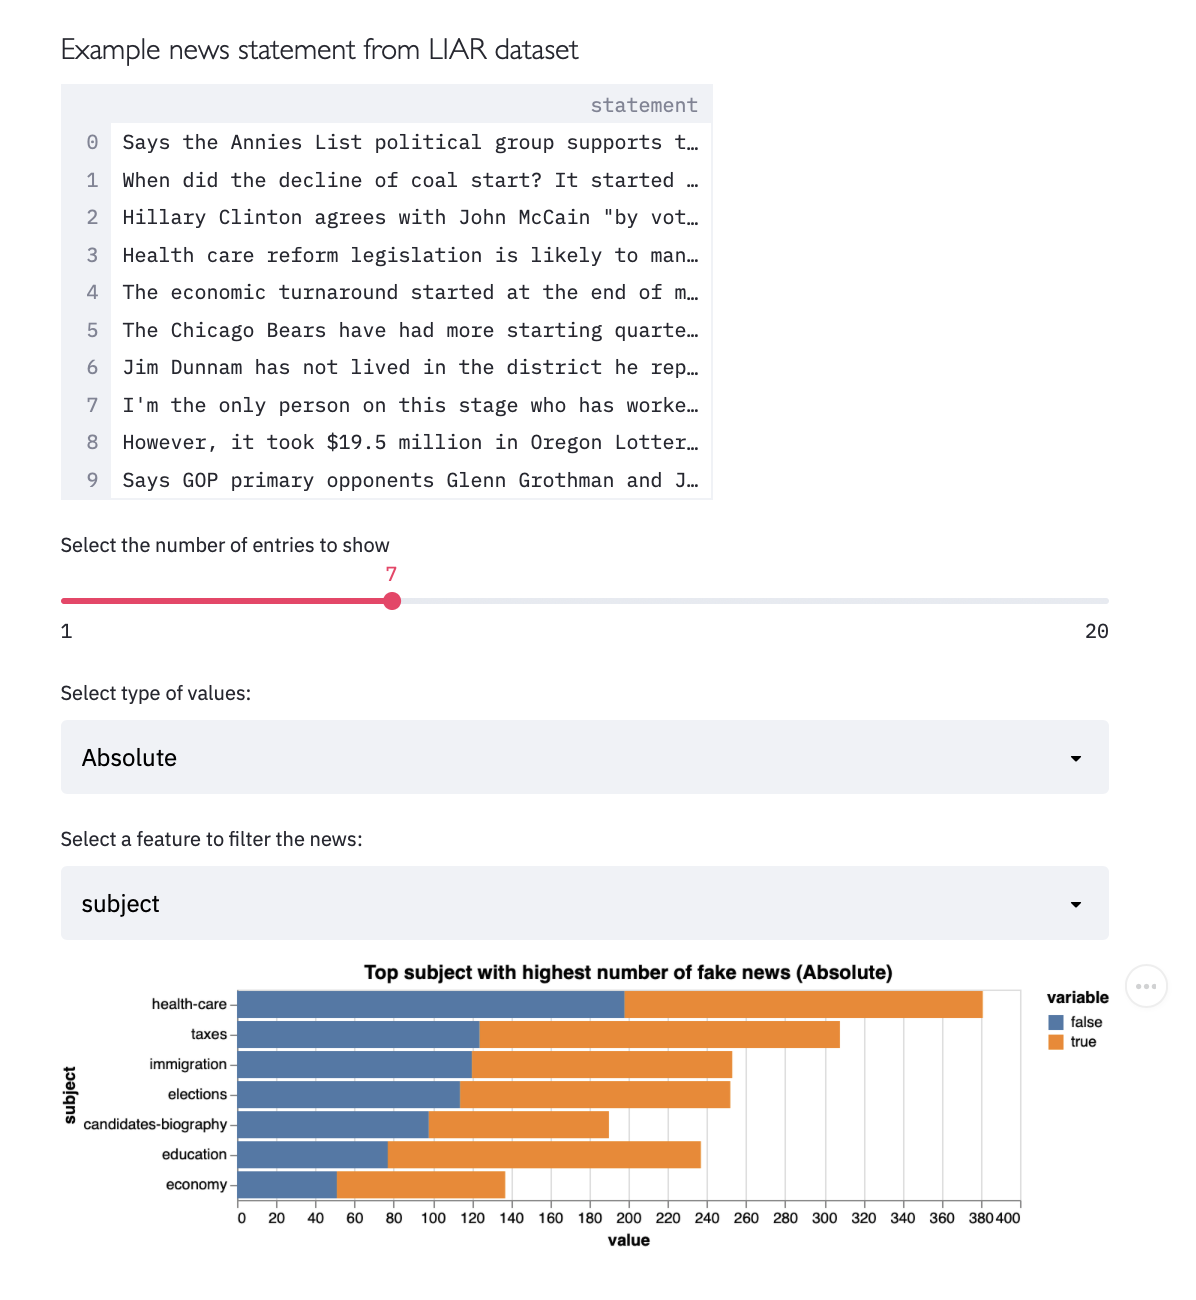 Example news statement from LIAR dataset
statement
0 Says the Annies List political group supports t…
1 When did the decline of coal start? It started …
2 Hillary Clinton agrees with John McCain "by vot…
3 Health care reform legislation is likely to man…
4 The economic turnaround started at the end of m…
5 The Chicago Bears have had more starting quarte…
6 Jim Dunnam has not lived in the district he rep…
7 I'm the only person on this stage who has worke…
8 However, it took $19.5 million in Oregon Lotter…
9 Says GOP primary opponents Glenn Grothman and J…
Select the number of entries to show
7
1 20
Select type of values:
Absolute
Select a feature to filter the news:
subject
Top subject with highest number of fake news (Absolute)
variable
false
true
subject
health-care
taxes
immigration
elections
candidates-biography
education
economy
0 20 40 60 80 100 120 140 160 180 200 220 240 260 280 300 320 340 360 380 400
value